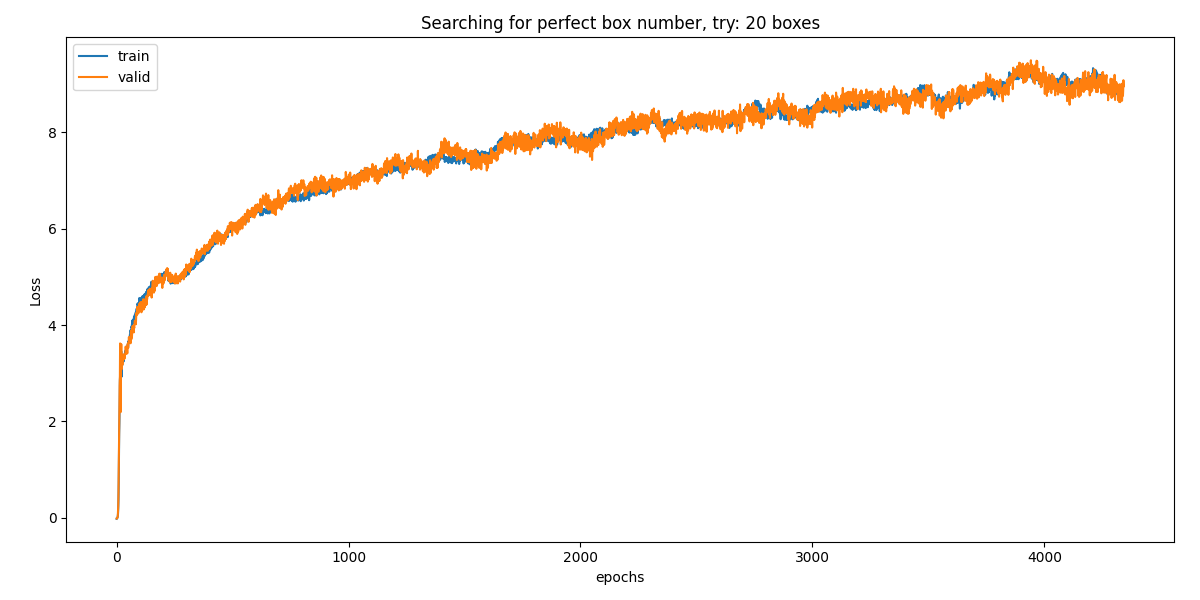 Searching for perfect box number, try: 20 boxes
train
valid
8
6
4
2
0
Loss
0 1000 2000 3000 4000
epochs